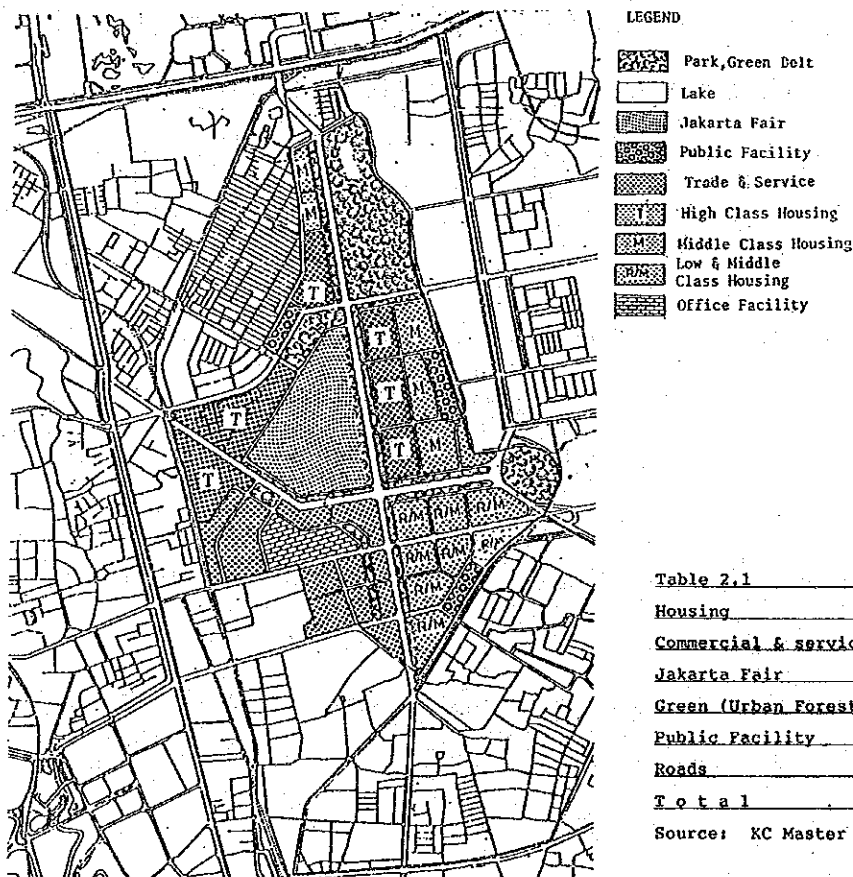 LEGEND
Park,Green Belt
Lake
Jakarta Fair
Public Facility
Trade & Service
T High Class Housing
M Middle Class Housing
R/M Low & Middle
Class Housing
Office Facility
M
M
T
T M
T M
T
T M
T
R/M R/M R/M
R/M R/M R/M
R/M
R/M
Table 2.1
Housing
Commercial & servic
Jakarta Fair
Green (Urban Forest
Public Facility
Roads
T o t a l
Source: KC Master